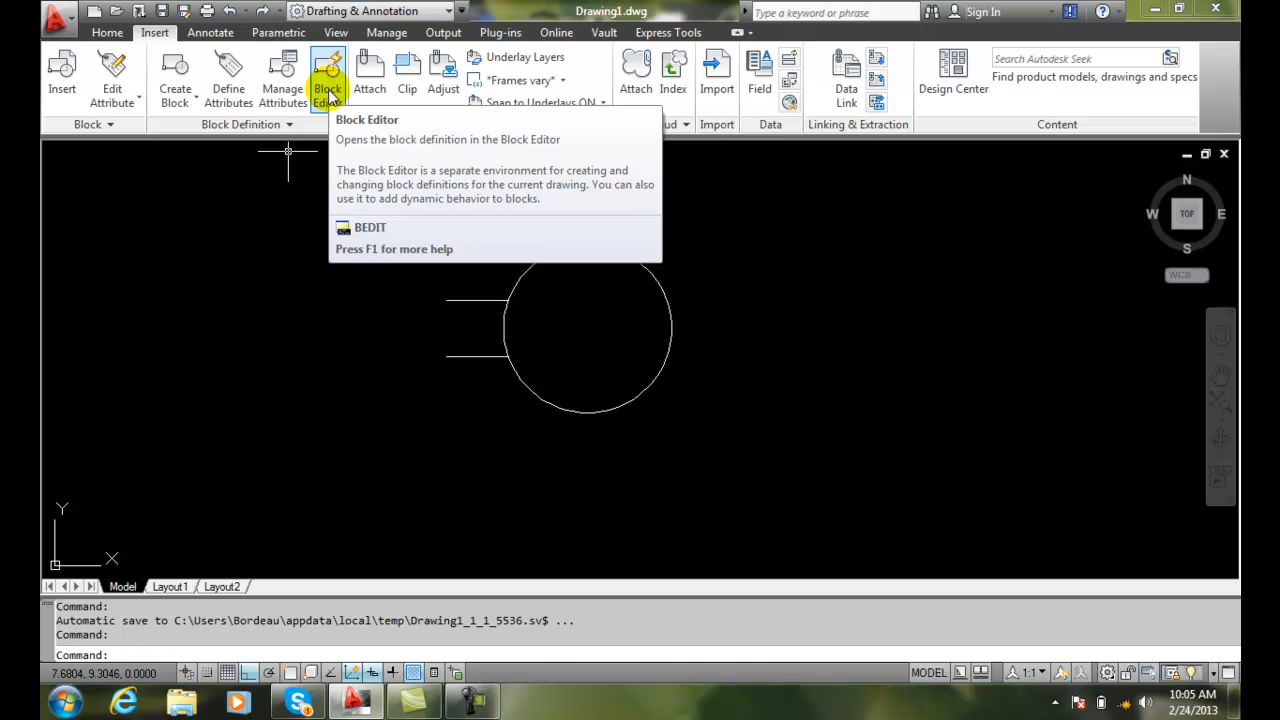 Drafting & Annotation
Drawing1.dwg
Type a keyword or phrase
Sign In
Home Insert Annotate Parametric View Manage Output Plug-ins Online Vault Express Tools
Insert
Edit
Attribute
Create
Block
Define
Attributes
Manage
Attributes
Block
Attach
Clip
Adjust
Underlay Layers
*Frames vary*
Snap to Underlays ON
Attach
Index
Import
Field
Data
Link
Design Center
Search Autodesk Seek
Find product models, drawings and specs
Block
Block Definition
Import
Data
Linking & Extraction
Content
Block Editor
Opens the block definition in the Block Editor
The Block Editor is a separate environment for creating and
changing block definitions for the current drawing. You can also
use it to add dynamic behavior to blocks.
BEDIT
Press F1 for more help
N
W TOP E
S
WCS
Y
X
Model Layout1 Layout2
Command:
Automatic save to C:\Users\Bordeau\appdata\local\temp\Drawing1_1_1_5536.sv$ ...
Command:
Command:
7.6804, 9.3046, 0.0000
MODEL
1:1
10:05 AM
2/24/2013